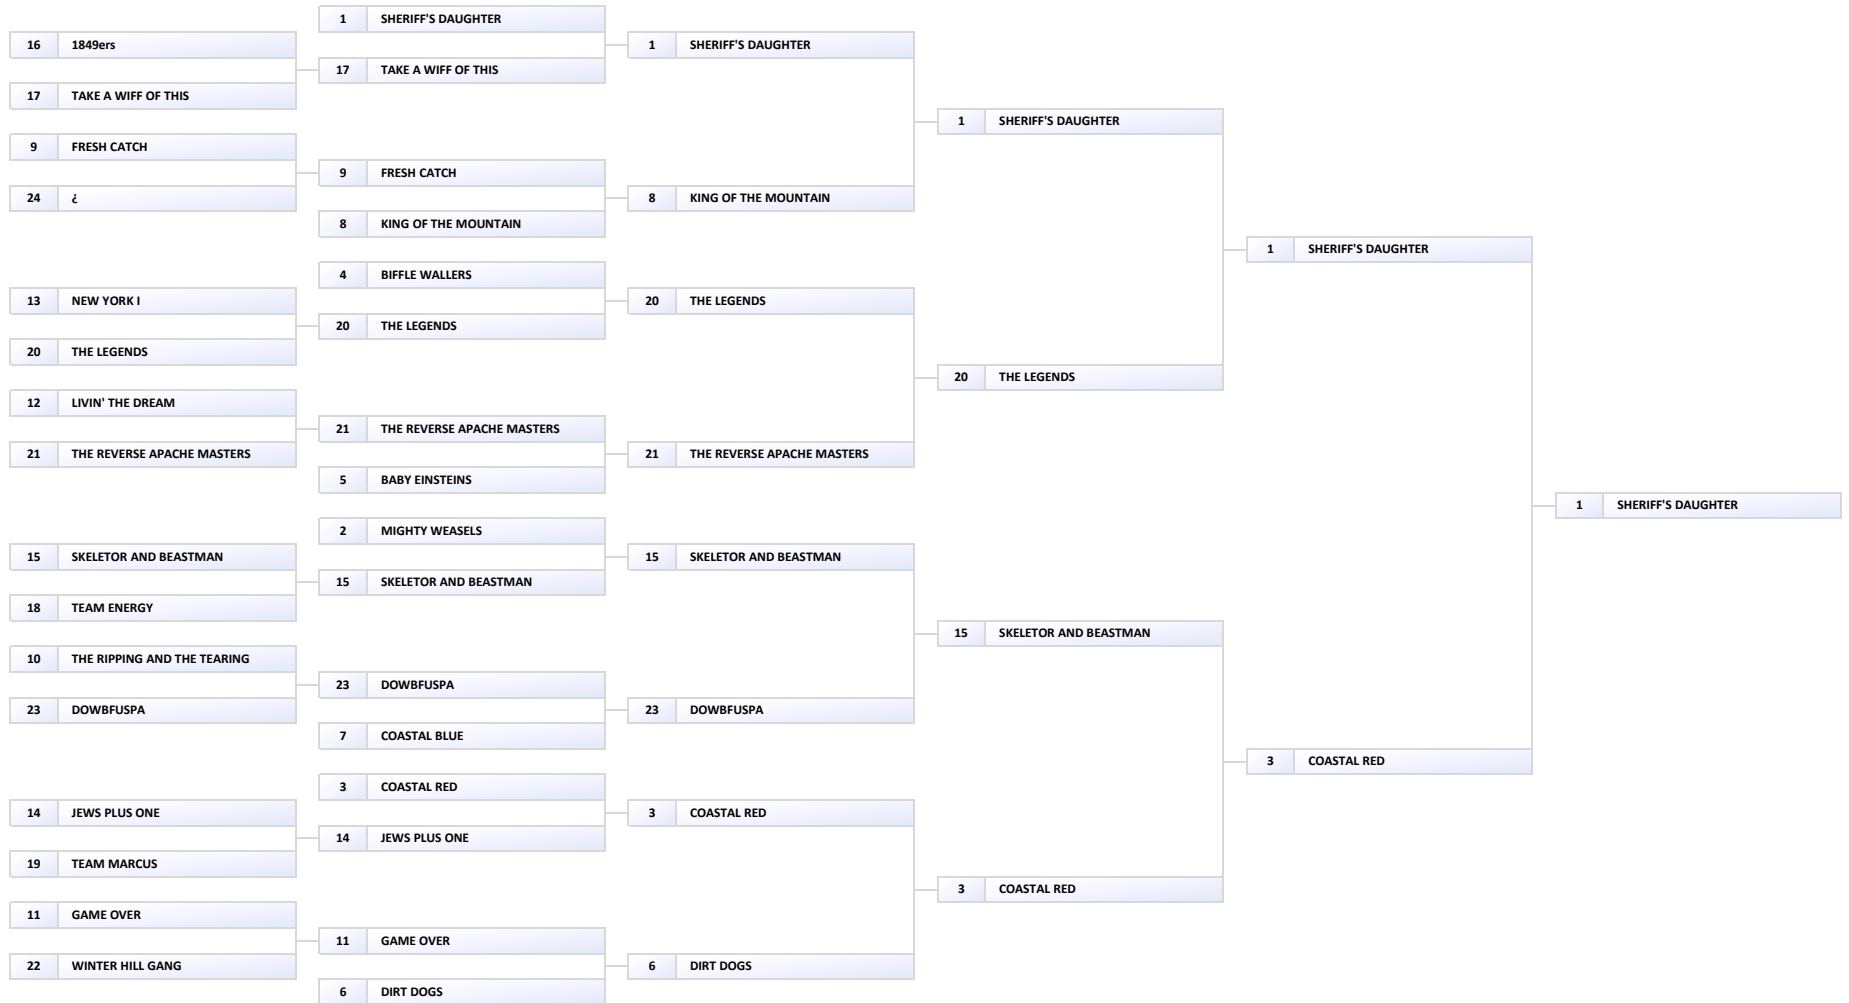 1 SHERIFF'S DAUGHTER
16 1849ers
17 TAKE A WIFF OF THIS
17 TAKE A WIFF OF THIS
9 FRESH CATCH
24 ¿
9 FRESH CATCH
8 KING OF THE MOUNTAIN
4 BIFFLE WALLERS
13 NEW YORK I
20 THE LEGENDS
20 THE LEGENDS
12 LIVIN' THE DREAM
21 THE REVERSE APACHE MASTERS
21 THE REVERSE APACHE MASTERS
5 BABY EINSTEINS
2 MIGHTY WEASELS
15 SKELETOR AND BEASTMAN
15 SKELETOR AND BEASTMAN
18 TEAM ENERGY
10 THE RIPPING AND THE TEARING
23 DOWBFUSPA
23 DOWBFUSPA
7 COASTAL BLUE
3 COASTAL RED
14 JEWS PLUS ONE
14 JEWS PLUS ONE
19 TEAM MARCUS
11 GAME OVER
11 GAME OVER
22 WINTER HILL GANG
6 DIRT DOGS
1 SHERIFF'S DAUGHTER
8 KING OF THE MOUNTAIN
20 THE LEGENDS
21 THE REVERSE APACHE MASTERS
15 SKELETOR AND BEASTMAN
23 DOWBFUSPA
3 COASTAL RED
6 DIRT DOGS
1 SHERIFF'S DAUGHTER
20 THE LEGENDS
15 SKELETOR AND BEASTMAN
3 COASTAL RED
1 SHERIFF'S DAUGHTER
3 COASTAL RED
1 SHERIFF'S DAUGHTER